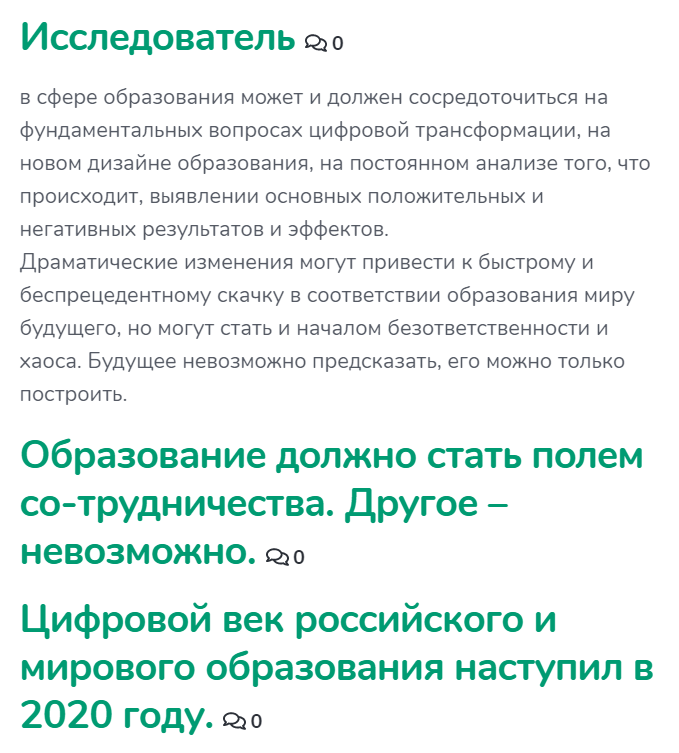 Исследователь 0
в сфере образования может и должен сосредоточиться на
фундаментальных вопросах цифровой трансформации, на
новом дизайне образования, на постоянном анализе того, что
происходит, выявлении основных положительных и
негативных результатов и эффектов.
Драматические изменения могут привести к быстрому и
беспрецедентному скачку в соответствии образования миру
будущего, но могут стать и началом безответственности и
хаоса. Будущее невозможно предсказать, его можно только
построить.
Образование должно стать полем
со-трудничества. Другое –
невозможно. 0
Цифровой век российского и
мирового образования наступил в
2020 году. 0